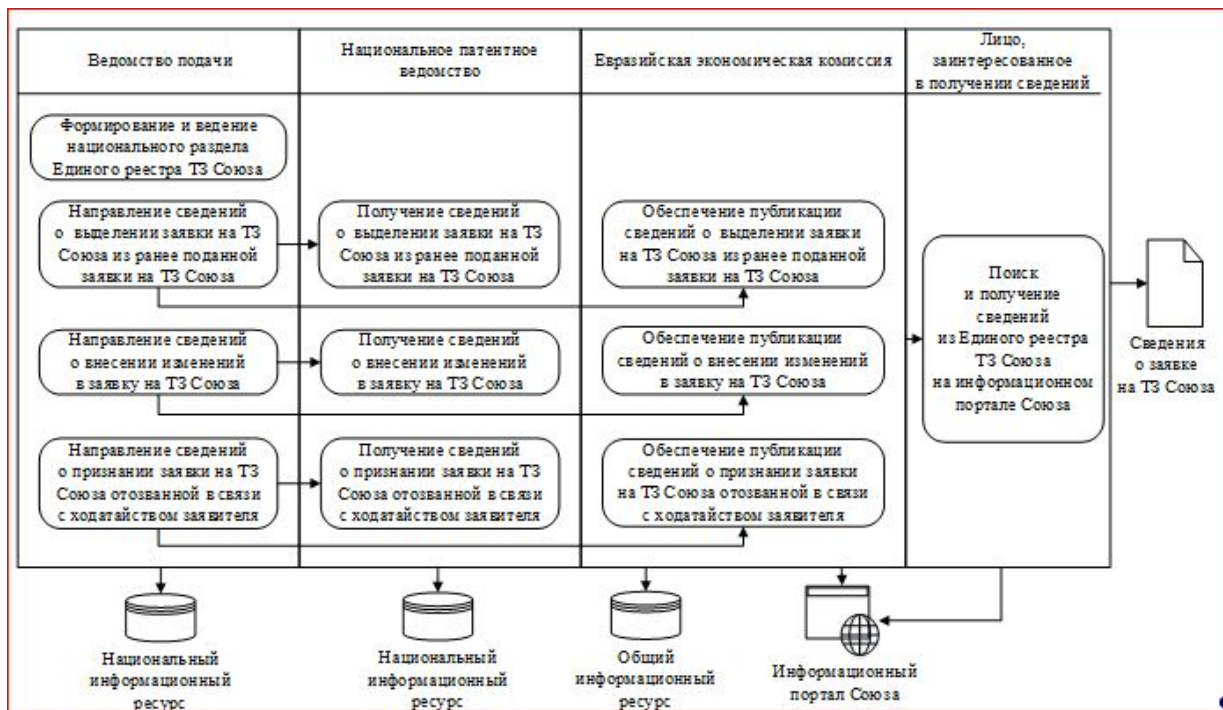 Ведомство подачи
Национальное патентное
ведомство
Евразийская экономическая комиссия
Лицо,
заинтересованное
в получении сведений
Формирование и ведение
национального раздела
Единого реестра ТЗ Союза
Направление сведений
о выделении заявки на ТЗ
Союза из ранее поданной
заявки на ТЗ Союза
Получение сведений
о выделении заявки на ТЗ
Союза из ранее поданной
заявки на ТЗ Союза
Обеспечение публикации
сведений о выделении заявки
на ТЗ Союза из ранее поданной
заявки на ТЗ Союза
Направление сведений
о внесении изменений
в заявку на ТЗ Союза
Получение сведений
о внесении изменений
в заявку на ТЗ Союза
Обеспечение публикации
сведений о внесении изменений
в заявку на ТЗ Союза
Направление сведений
о признании заявки на ТЗ
Союза отозванной в связи
с ходатайством заявителя
Получение сведений
о признании заявки на ТЗ
Союза отозванной в связи
с ходатайством заявителя
Обеспечение публикации
сведений о признании заявки
на ТЗ Союза отозванной в связи
с ходатайством заявителя
Поиск
и получение
сведений
из Единого реестра
ТЗ Союза
на информационном
портале Союза
Сведения
о заявке
на ТЗ Союза
Национальный
информационный
ресурс
Национальный
информационный
ресурс
Общий
информационный
ресурс
Информационный
портал Союза